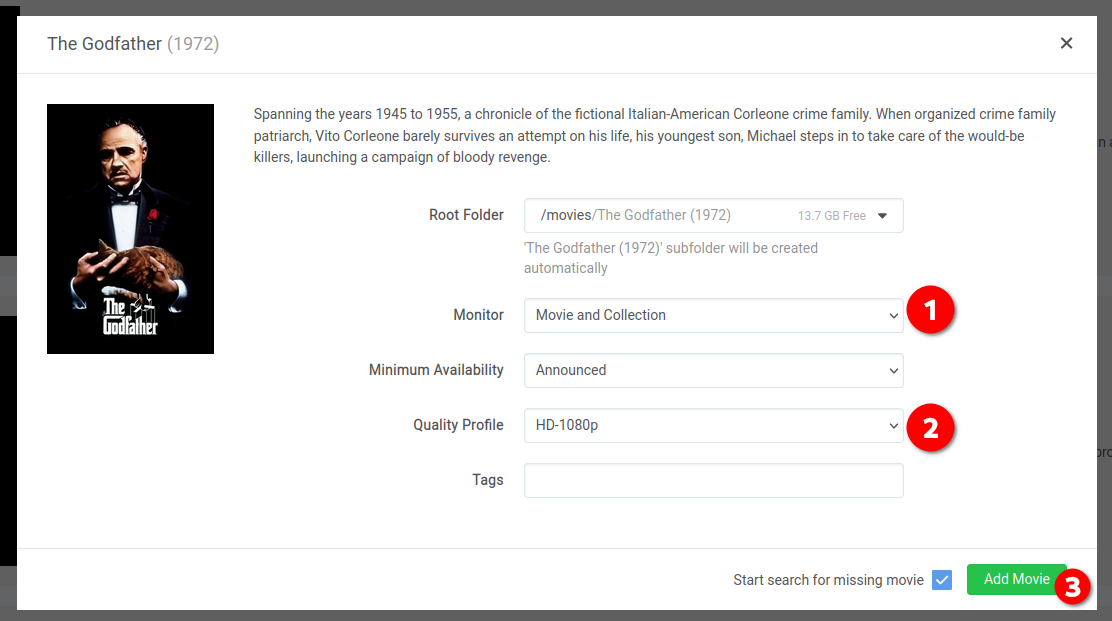 The Godfather (1972)
Spanning the years 1945 to 1955, a chronicle of the fictional Italian-American Corleone crime family. When organized crime family
patriarch, Vito Corleone barely survives an attempt on his life, his youngest son, Michael steps in to take care of the would-be
killers, launching a campaign of bloody revenge.
The
Godfather
Root Folder /movies/The Godfather (1972) 13.7 GB Free
'The Godfather (1972)' subfolder will be created
automatically
Monitor Movie and Collection 1
Minimum Availability Announced
Quality Profile HD-1080p 2
Tags
Start search for missing movie Add Movie 3